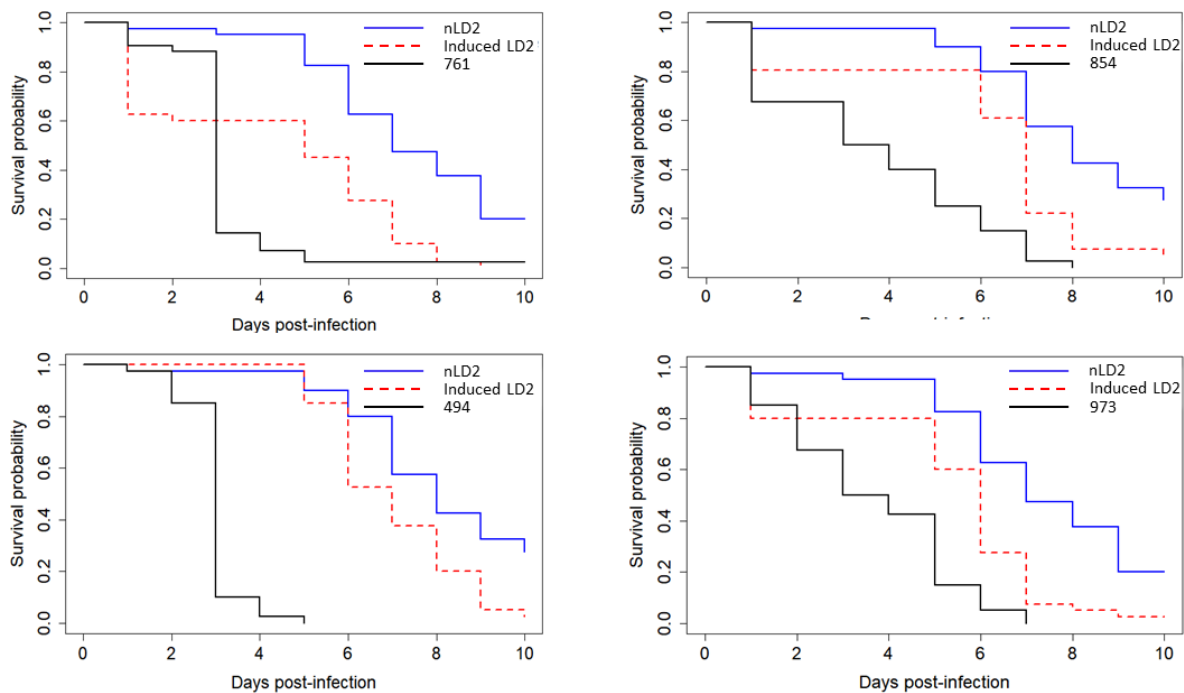 nLD2
Induced LD2
761
Survival probability
0.0 0.2 0.4 0.6 0.8 1.0
0 2 4 6 8 10
Days post-infection
nLD2
Induced LD2
854
Survival probability
0.0 0.2 0.4 0.6 0.8 1.0
0 2 4 6 8 10
nLD2
Induced LD2
494
Survival probability
0.0 0.2 0.4 0.6 0.8 1.0
0 2 4 6 8 10
Days post-infection
nLD2
Induced LD2
973
Survival probability
0.0 0.2 0.4 0.6 0.8 1.0
0 2 4 6 8 10
Days post-infection